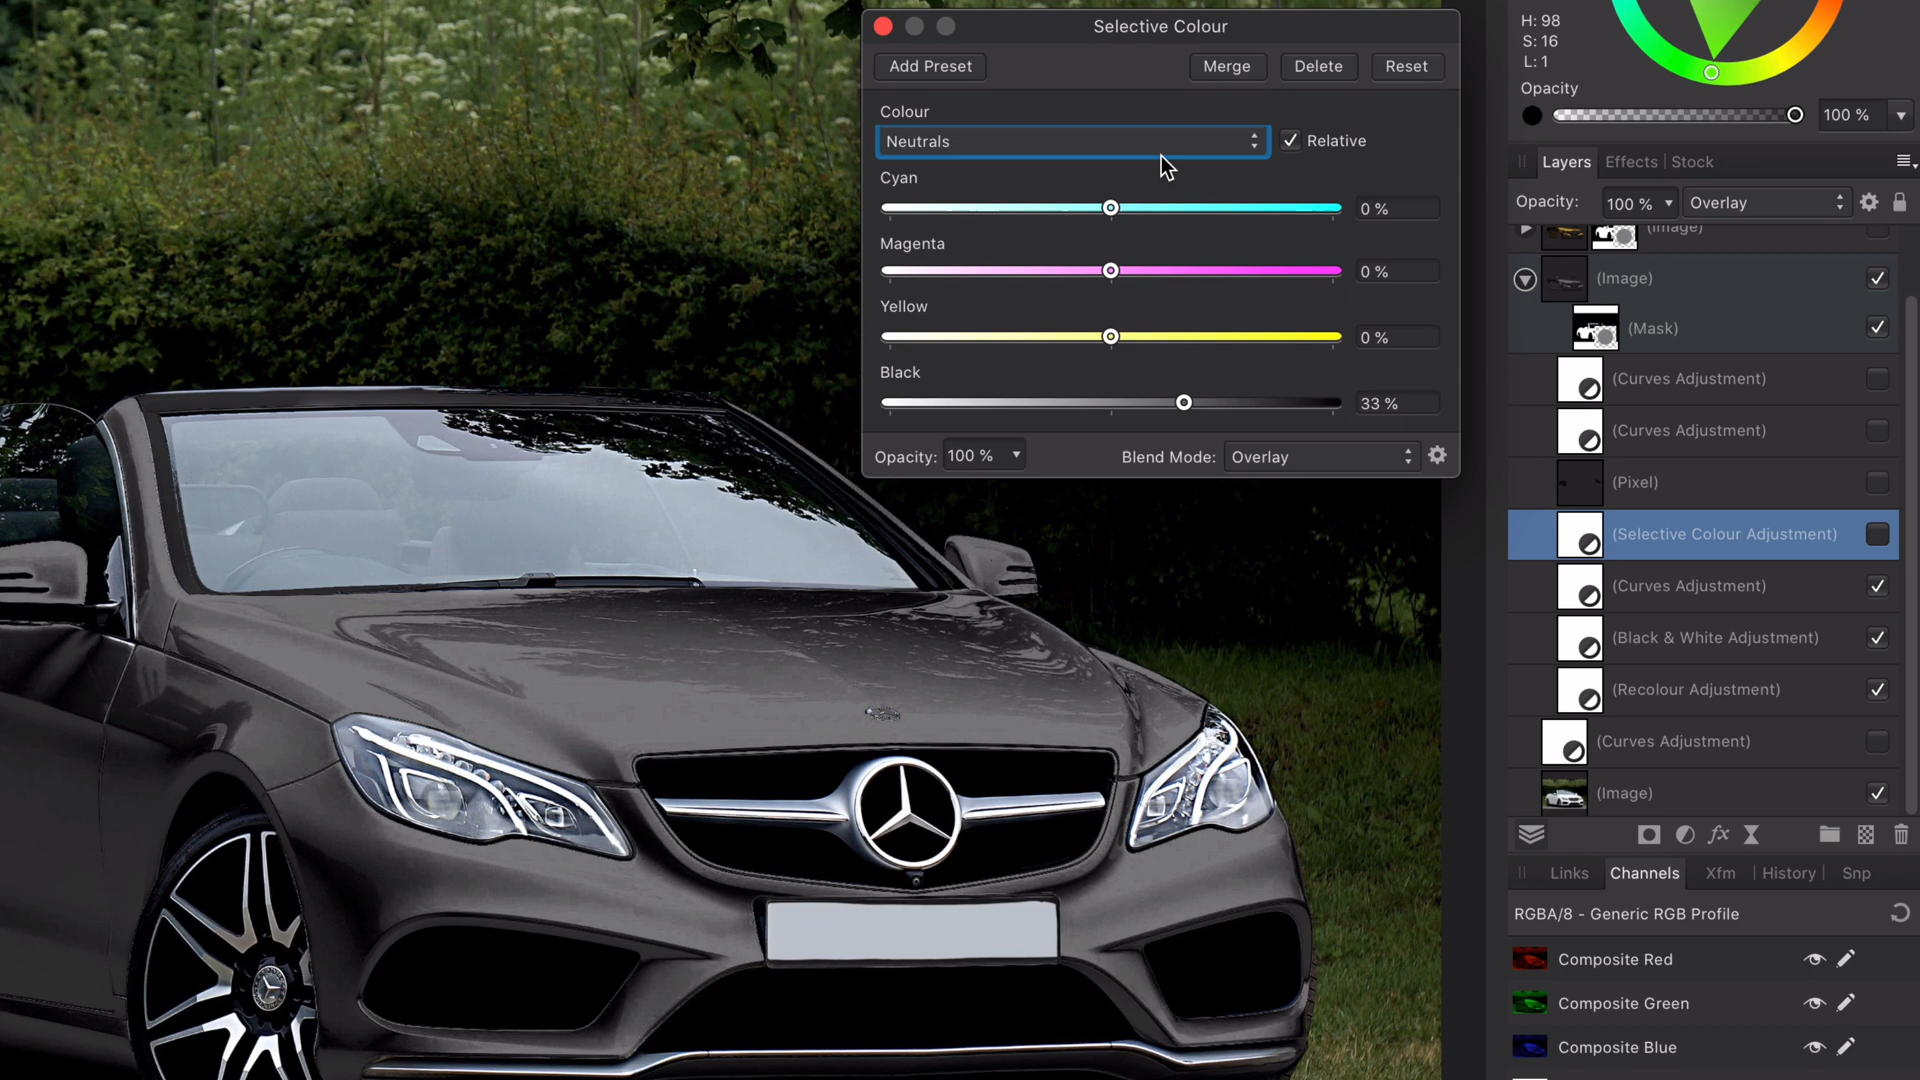 Selective Colour
Add Preset
Merge
Delete
Reset
Colour
Neutrals
Relative
Cyan
0 %
Magenta
0 %
Yellow
0 %
Black
33 %
Opacity:
100 %
Blend Mode:
Overlay
H: 98
S: 16
L: 1
Opacity
100 %
Layers
Effects
Stock
Opacity:
100 %
Overlay
(Image)
(Image)
(Mask)
(Curves Adjustment)
(Curves Adjustment)
(Pixel)
(Selective Colour Adjustment)
(Curves Adjustment)
(Black & White Adjustment)
(Recolour Adjustment)
(Curves Adjustment)
(Image)
fx
Links
Channels
Xfm
History
Snp
RGBA/8 - Generic RGB Profile
Composite Red
Composite Green
Composite Blue